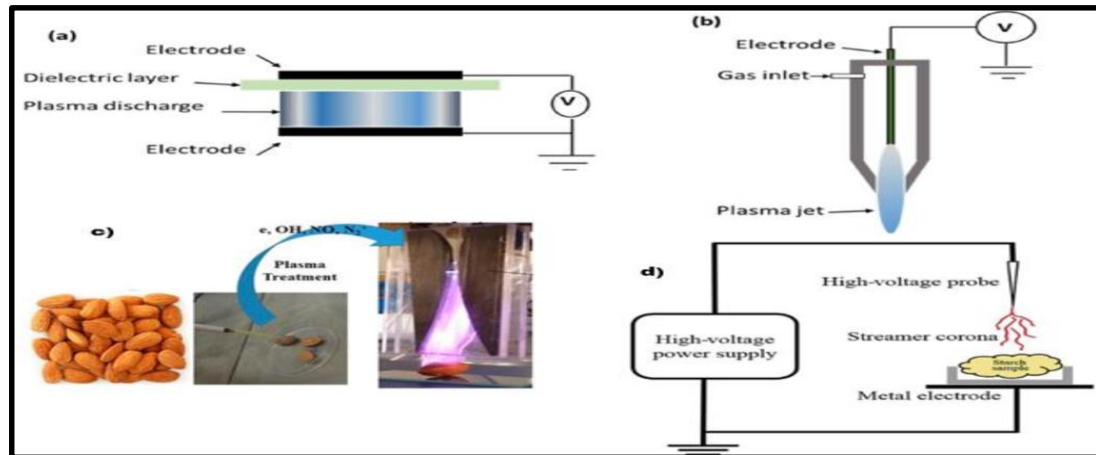 (a)
Electrode
Dielectric layer
Plasma discharge
Electrode
V
(b)
Electrode
Gas inlet
Plasma jet
V
c)
e, OH, NO, N₂⁺
Plasma
Treatment
d)
High-voltage probe
High-voltage
power supply
Streamer corona
Starch
sample
Metal electrode